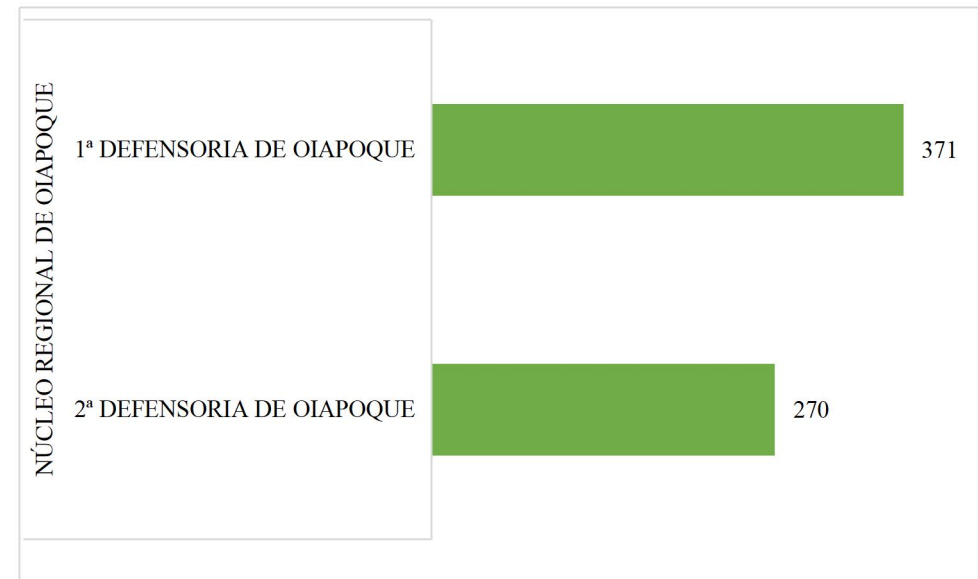 NÚCLEO REGIONAL DE OIAPOQUE
1ª DEFENSORIA DE OIAPOQUE
371
2ª DEFENSORIA DE OIAPOQUE
270